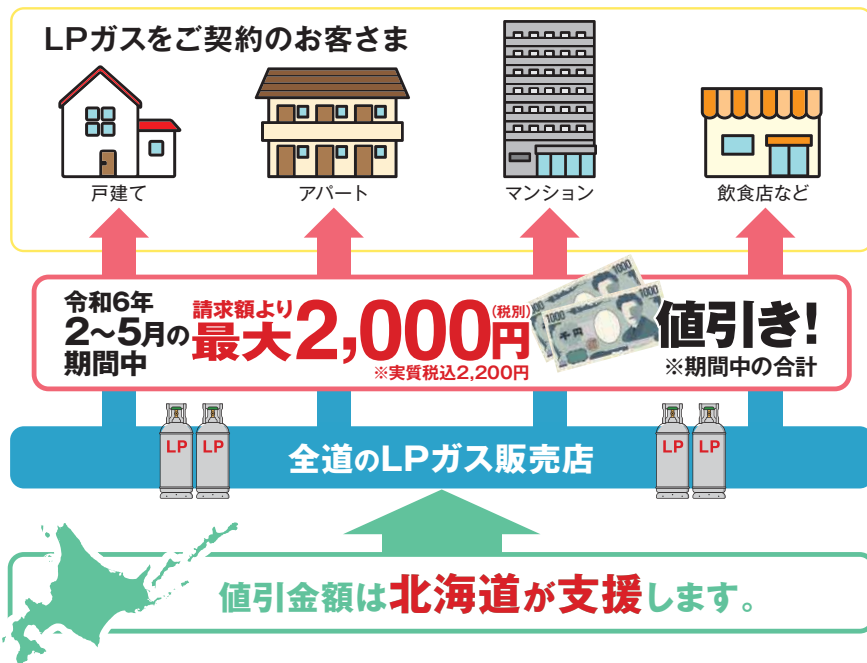 LPガスをご契約のお客さま
戸建て
アパート
マンション
飲食店など
令和6年
2〜5月の
期間中
請求額より
最大2,000円
(税別)
※実質税込2,200円
1000
1000
千円
1000
値引き!
※期間中の合計
LP
LP
全道のLPガス販売店
LP
LP
値引金額は北海道が支援します。